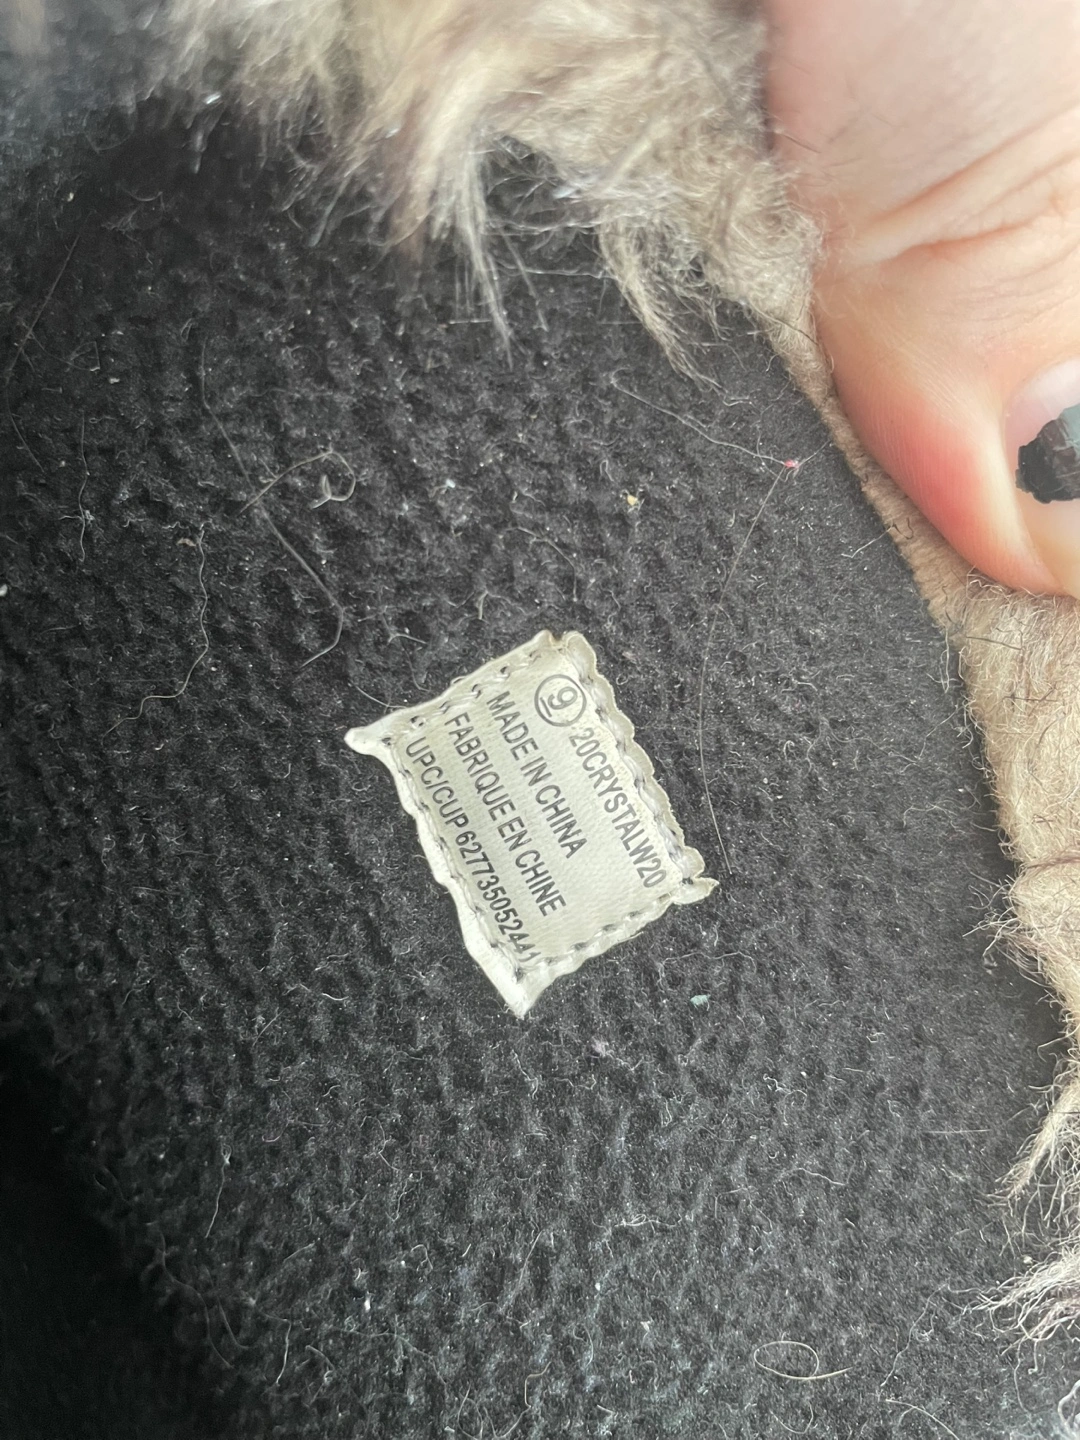 ⑨ 20CRYSTALW20
MADE IN CHINA
FABRIQUE EN CHINE
UPC/CUP 627735052441